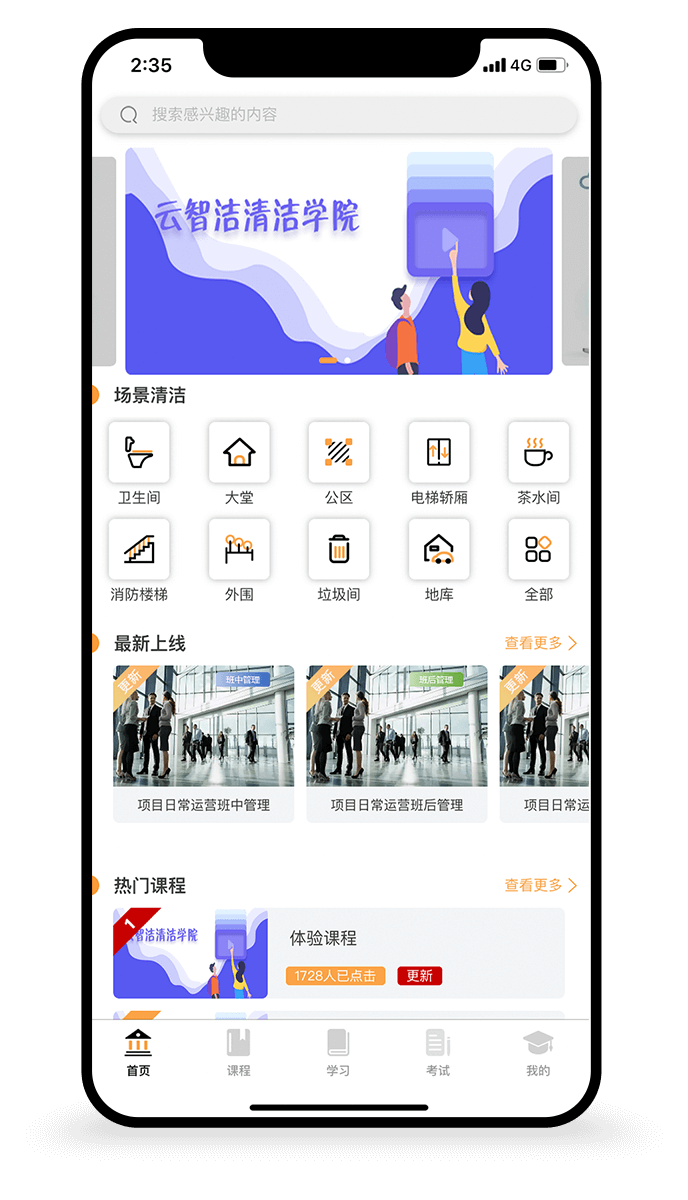 2:35
4G
搜索感兴趣的内容
云智洁清洁学院
场景清洁
卫生间
大堂
公区
电梯轿厢
茶水间
消防楼梯
外围
垃圾间
地库
全部
最新上线
查看更多
更新
班中管理
更新
班后管理
更新
项目日常运营班中管理
项目日常运营班后管理
项目日常运
热门课程
查看更多
1
智洁清洁学院
体验课程
1728人已点击
更新
首页
课程
学习
考试
我的